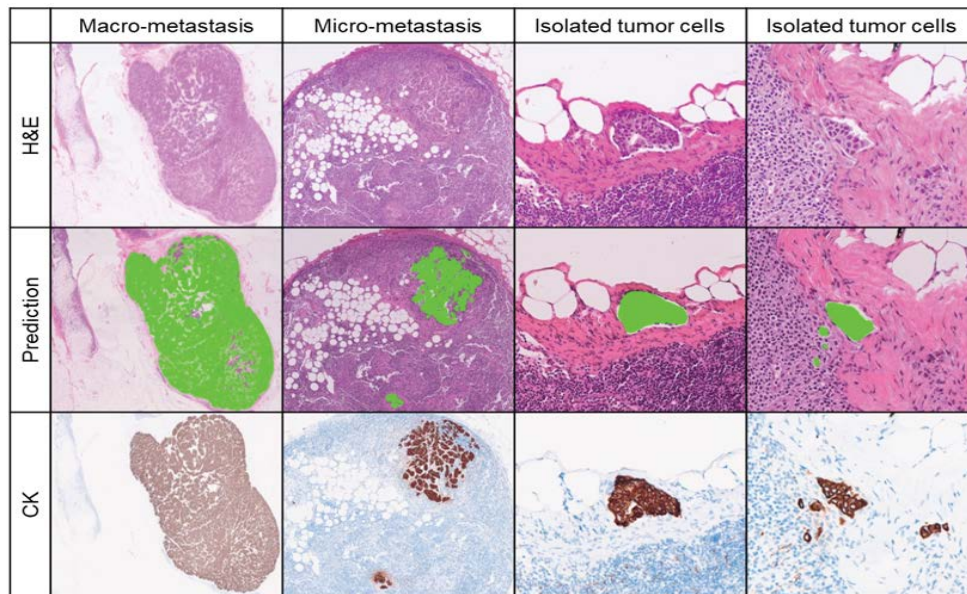 Macro-metastasis Micro-metastasis Isolated tumor cells Isolated tumor cells
H&E
Prediction
CK